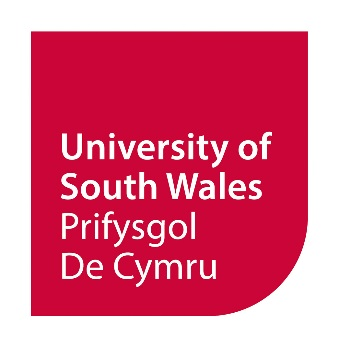 University of
South Wales
Prifysgol
De Cymru